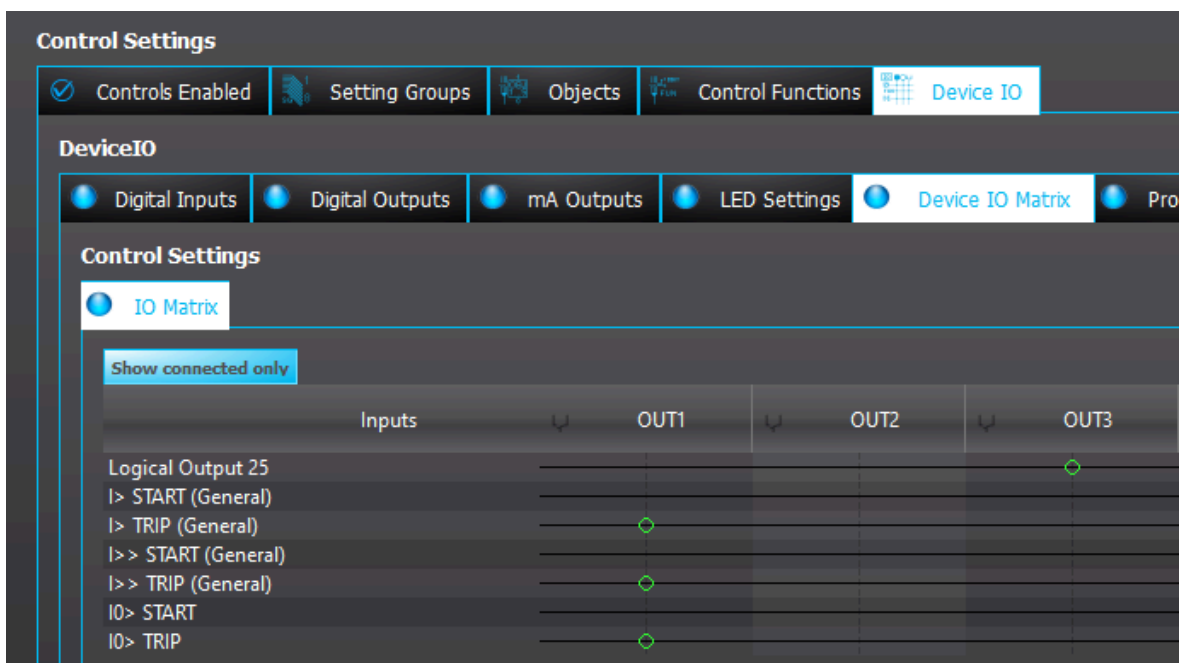 Control Settings
Controls Enabled Setting Groups Objects Control Functions Device IO
DeviceIO
Digital Inputs Digital Outputs mA Outputs LED Settings Device IO Matrix Pro
Control Settings
IO Matrix
Show connected only
Inputs OUT1 OUT2 OUT3
Logical Output 25
I> START (General)
I> TRIP (General)
I>> START (General)
I>> TRIP (General)
I0> START
I0> TRIP